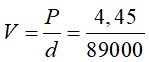 V = P/d = 4,45/89000